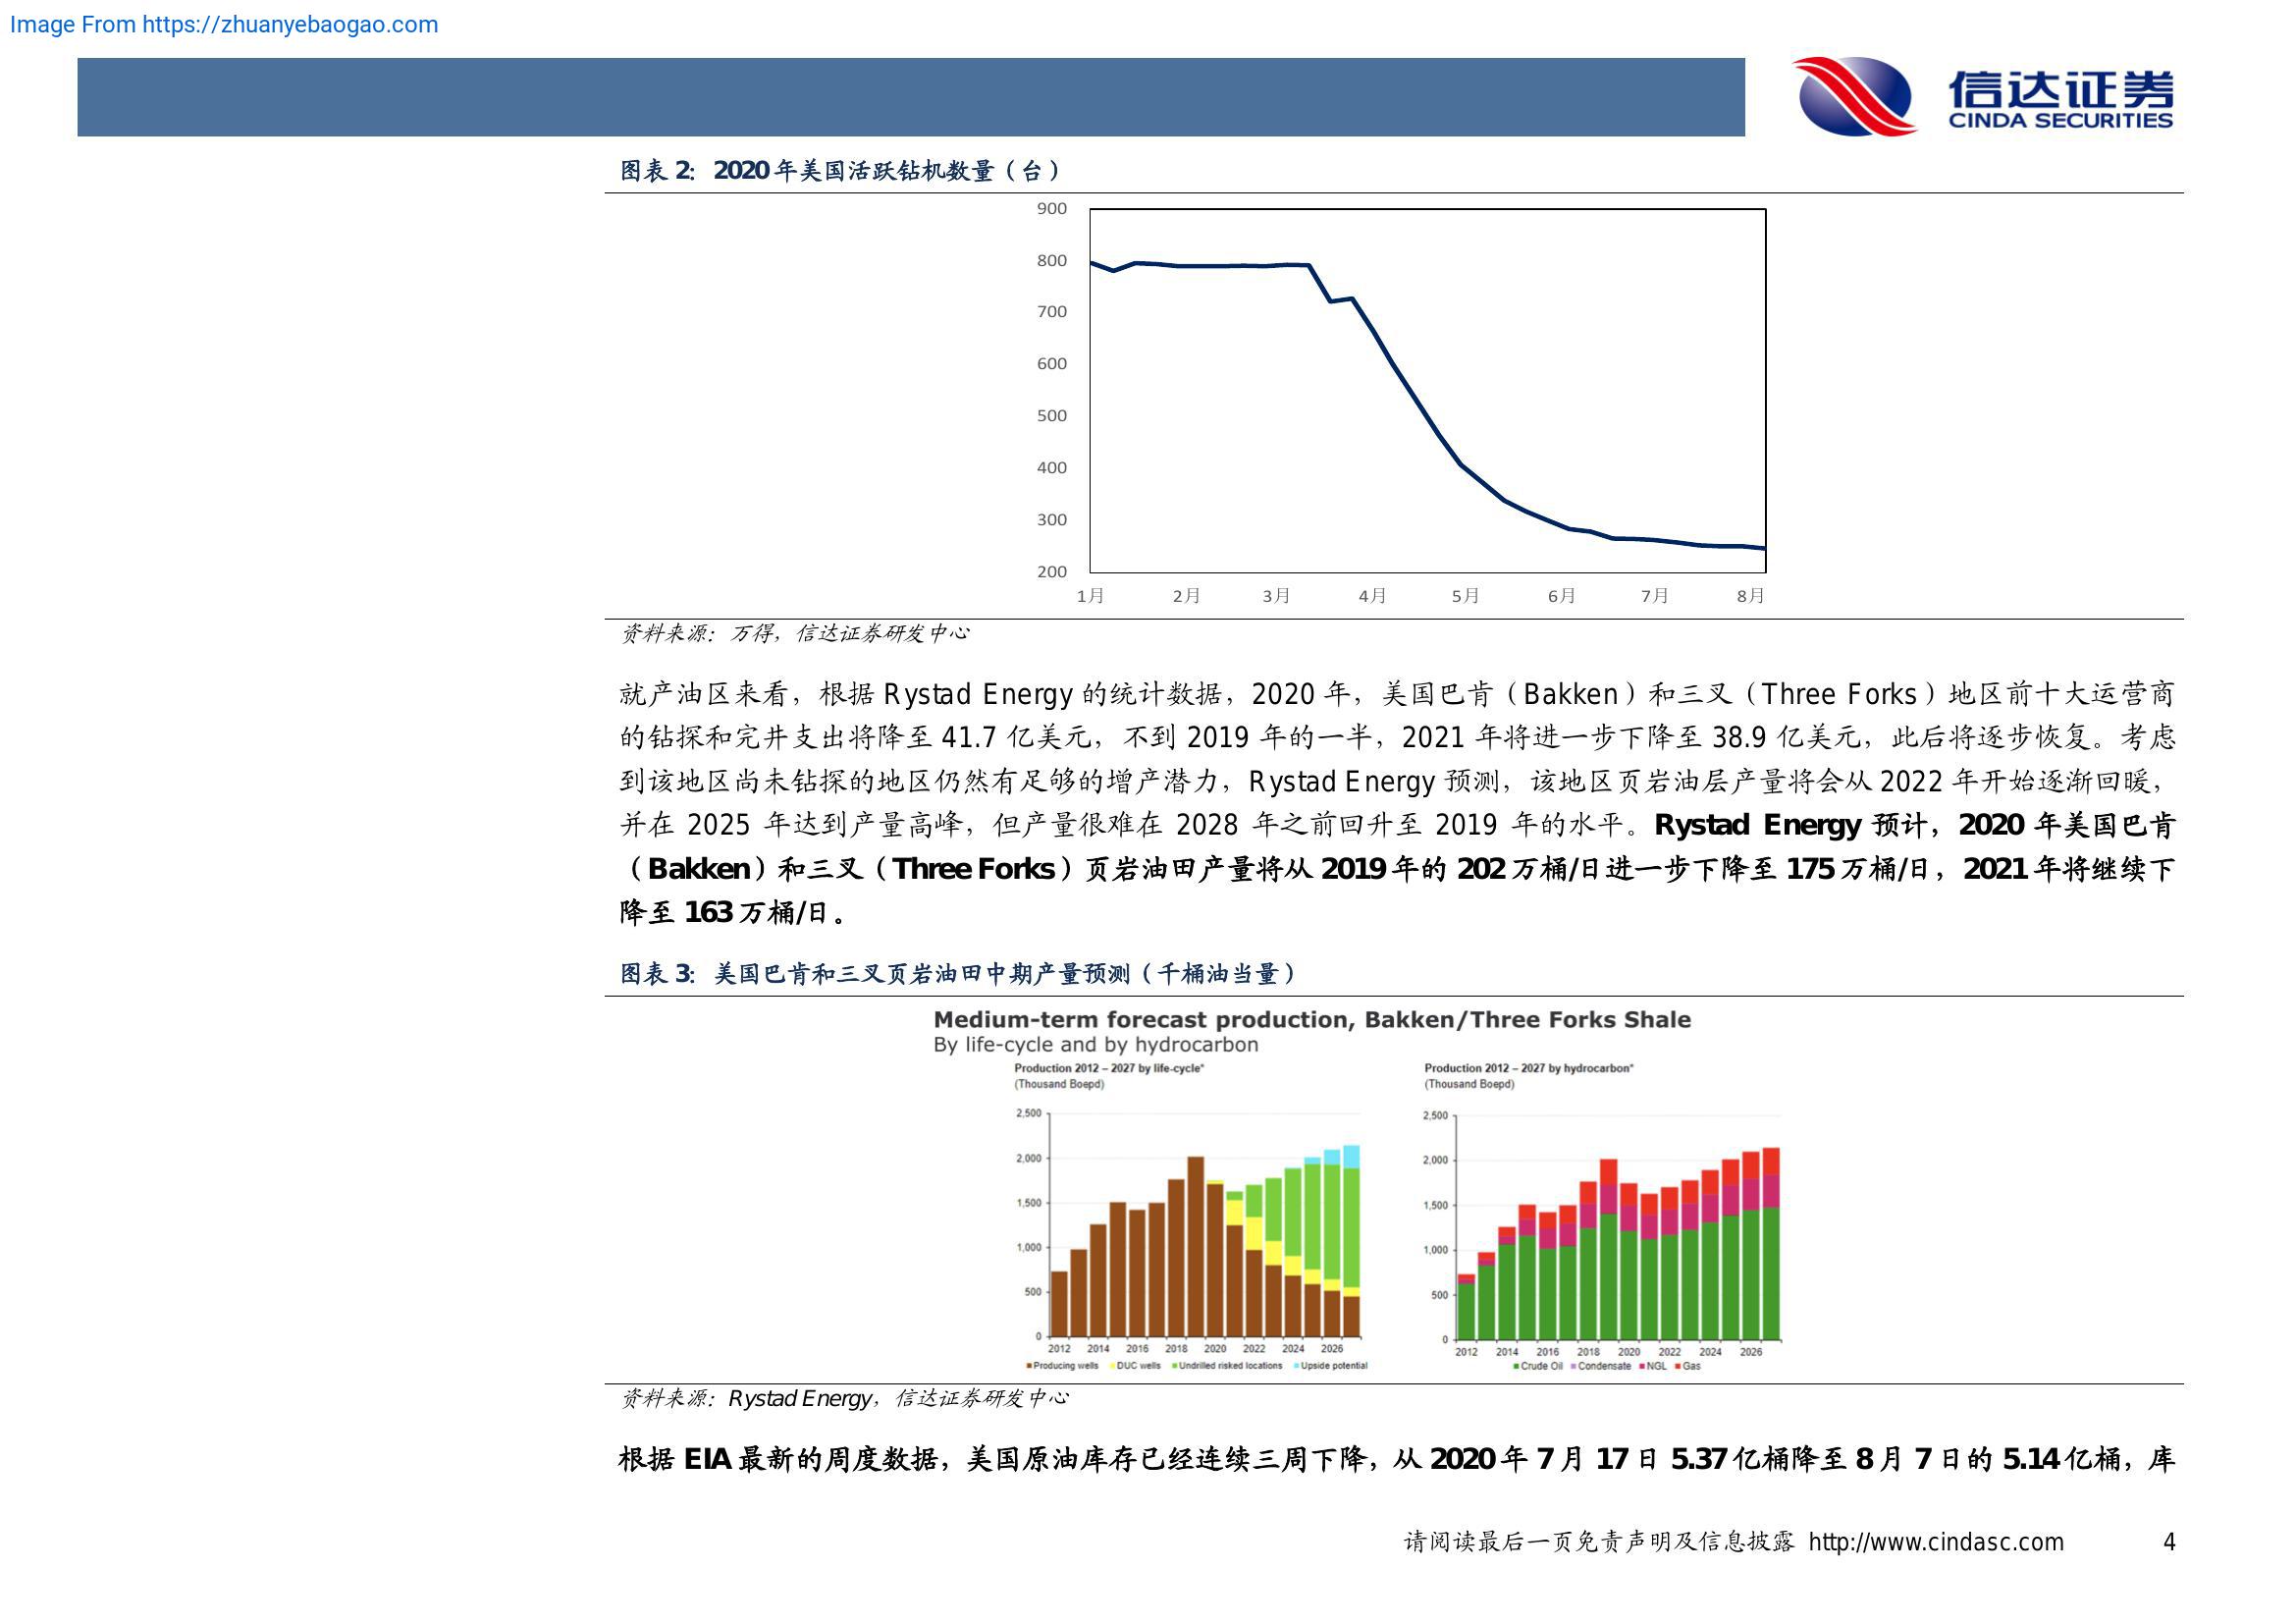 Image From https://zhuanyebaogao.com
信达证券
CINDA SECURITIES
图表 2: 2020 年美国活跃钻机数量（台）
900
800
700
600
500
400
300
200
1月 2月 3月 4月 5月 6月 7月 8月
资料来源：万得，信达证券研发中心
就产油区来看，根据 Rystad Energy 的统计数据，2020 年，美国巴肯（Bakken）和三叉（Three Forks）地区前十大运营商
的钻探和完井支出将降至 41.7 亿美元，不到 2019 年的一半，2021 年将进一步下降至 38.9 亿美元，此后将逐步恢复。考虑
到该地区尚未钻探的地区仍然有足够的增产潜力，Rystad Energy 预测，该地区页岩油层产量将会从 2022 年开始逐渐回暖，
并在 2025 年达到产量高峰，但产量很难在 2028 年之前回升至 2019 年的水平。Rystad Energy 预计，2020 年美国巴肯
（Bakken）和三叉（Three Forks）页岩油田产量将从 2019 年的 202 万桶/日进一步下降至 175 万桶/日，2021 年将继续下
降至 163 万桶/日。
图表 3: 美国巴肯和三叉页岩油田中期产量预测（千桶油当量）
Medium-term forecast production, Bakken/Three Forks Shale
By life-cycle and by hydrocarbon
Production 2012 – 2027 by life-cycle*
(Thousand Boepd)
2,500
2,000
1,500
1,000
500
0
2012 2014 2016 2018 2020 2022 2024 2026
Producing wells DUC wells Undrilled risked locations Upside potential
Production 2012 – 2027 by hydrocarbon*
(Thousand Boepd)
2,500
2,000
1,500
1,000
500
0
2012 2014 2016 2018 2020 2022 2024 2026
Crude Oil Condensate NGL Gas
资料来源：Rystad Energy，信达证券研发中心
根据 EIA 最新的周度数据，美国原油库存已经连续三周下降，从 2020 年 7 月 17 日 5.37 亿桶降至 8 月 7 日的 5.14 亿桶，库
请阅读最后一页免责声明及信息披露 http://www.cindasc.com 4